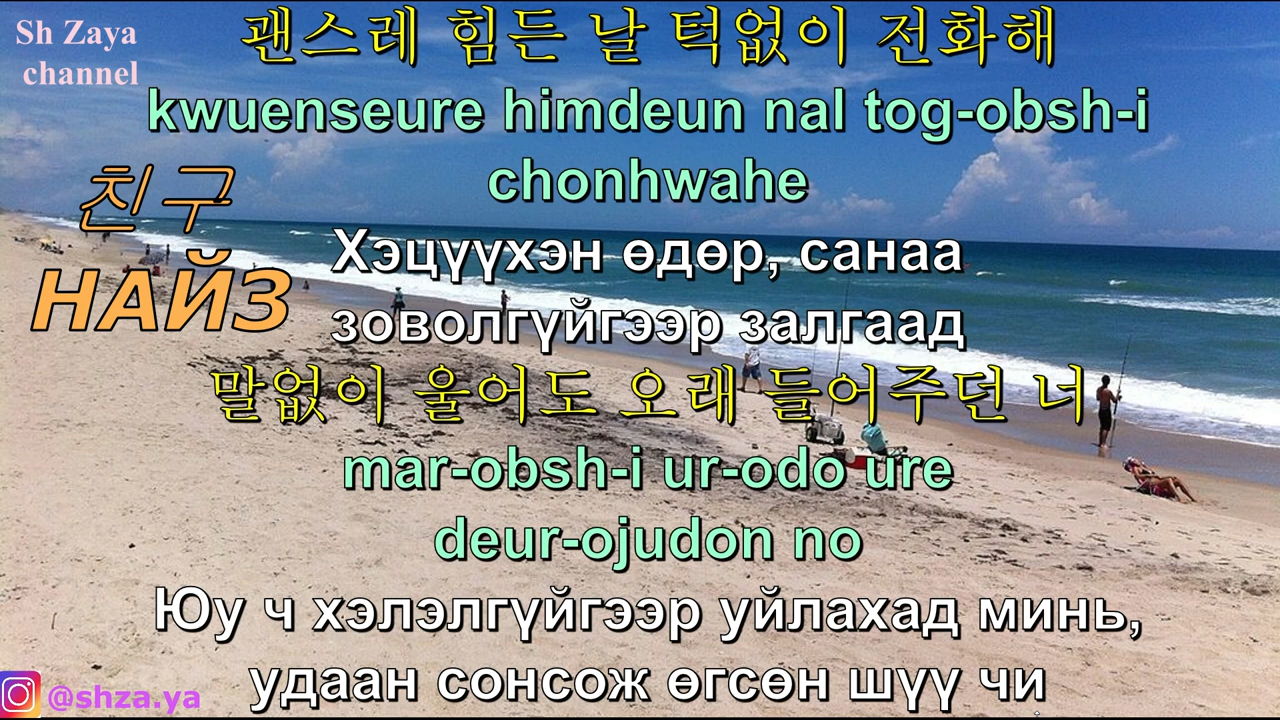 Sh Zaya
channel
괜스레 힘든 날 턱없이 전화해
kwuenseure himdeun nal tog-obsh-i
chonhwahe
친구
НАЙЗ
Хэцүүхэн өдөр, санаа
зоволгүйгээр залгаад
말없이 울어도 오래 들어주던 너
mar-obsh-i ur-odo ure
deur-ojudon no
Юу ч хэлэлгүйгээр уйлахад минь,
удаан сонсож өгсөн шүү чи
@shza.ya